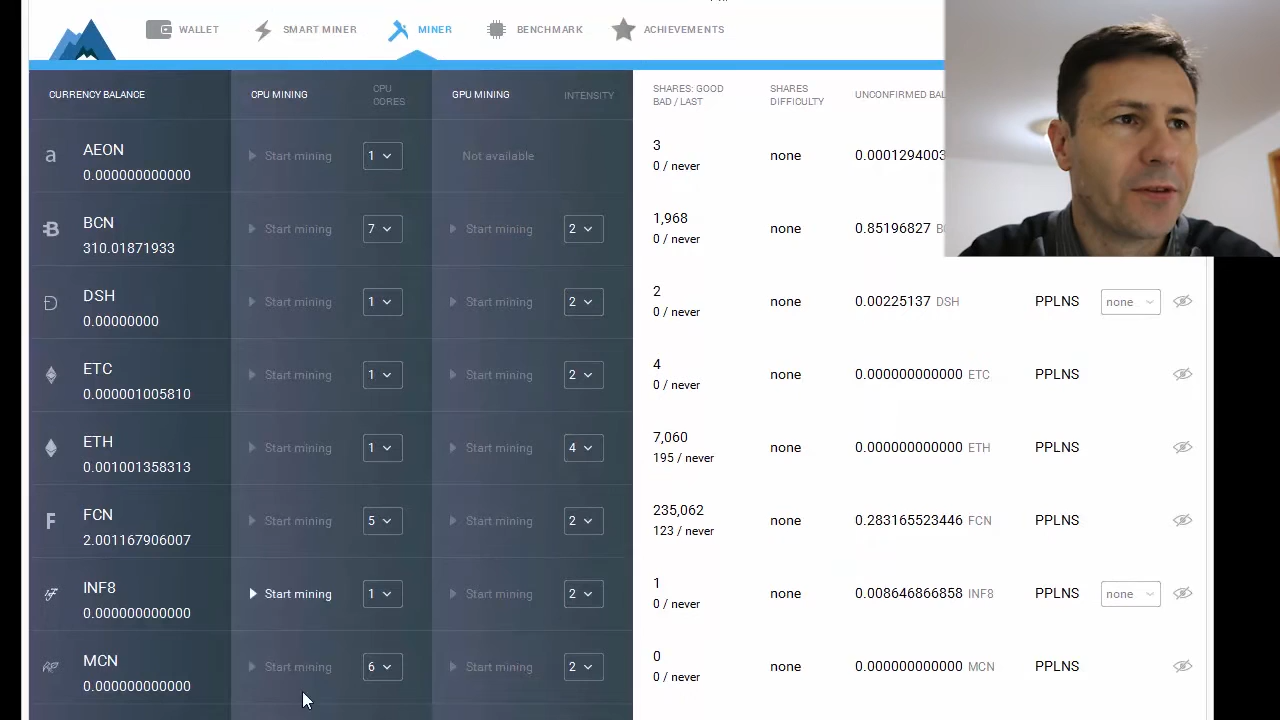 WALLET
SMART MINER
MINER
BENCHMARK
ACHIEVEMENTS
CURRENCY BALANCE
CPU MINING
CPU
CORES
GPU MINING
INTENSITY
SHARES: GOOD
BAD / LAST
SHARES
DIFFICULTY
UNCONFIRMED BAL
AEON
0.000000000000
Start mining
1
Not available
3
0 / never
none
0.0001294003
BCN
310.01871933
Start mining
7
Start mining
2
1,968
0 / never
none
0.85196827
DSH
0.00000000
Start mining
1
Start mining
2
2
0 / never
none
0.00225137 DSH
PPLNS
none
ETC
0.000001005810
Start mining
1
Start mining
2
4
0 / never
none
0.000000000000 ETC
PPLNS
ETH
0.001001358313
Start mining
1
Start mining
4
7,060
195 / never
none
0.000000000000 ETH
PPLNS
FCN
2.001167906007
Start mining
5
Start mining
2
235,062
123 / never
none
0.283165523446 FCN
PPLNS
INF8
0.000000000000
Start mining
1
Start mining
2
1
0 / never
none
0.008646866858 INF8
PPLNS
none
MCN
0.000000000000
Start mining
6
Start mining
2
0
0 / never
none
0.000000000000 MCN
PPLNS